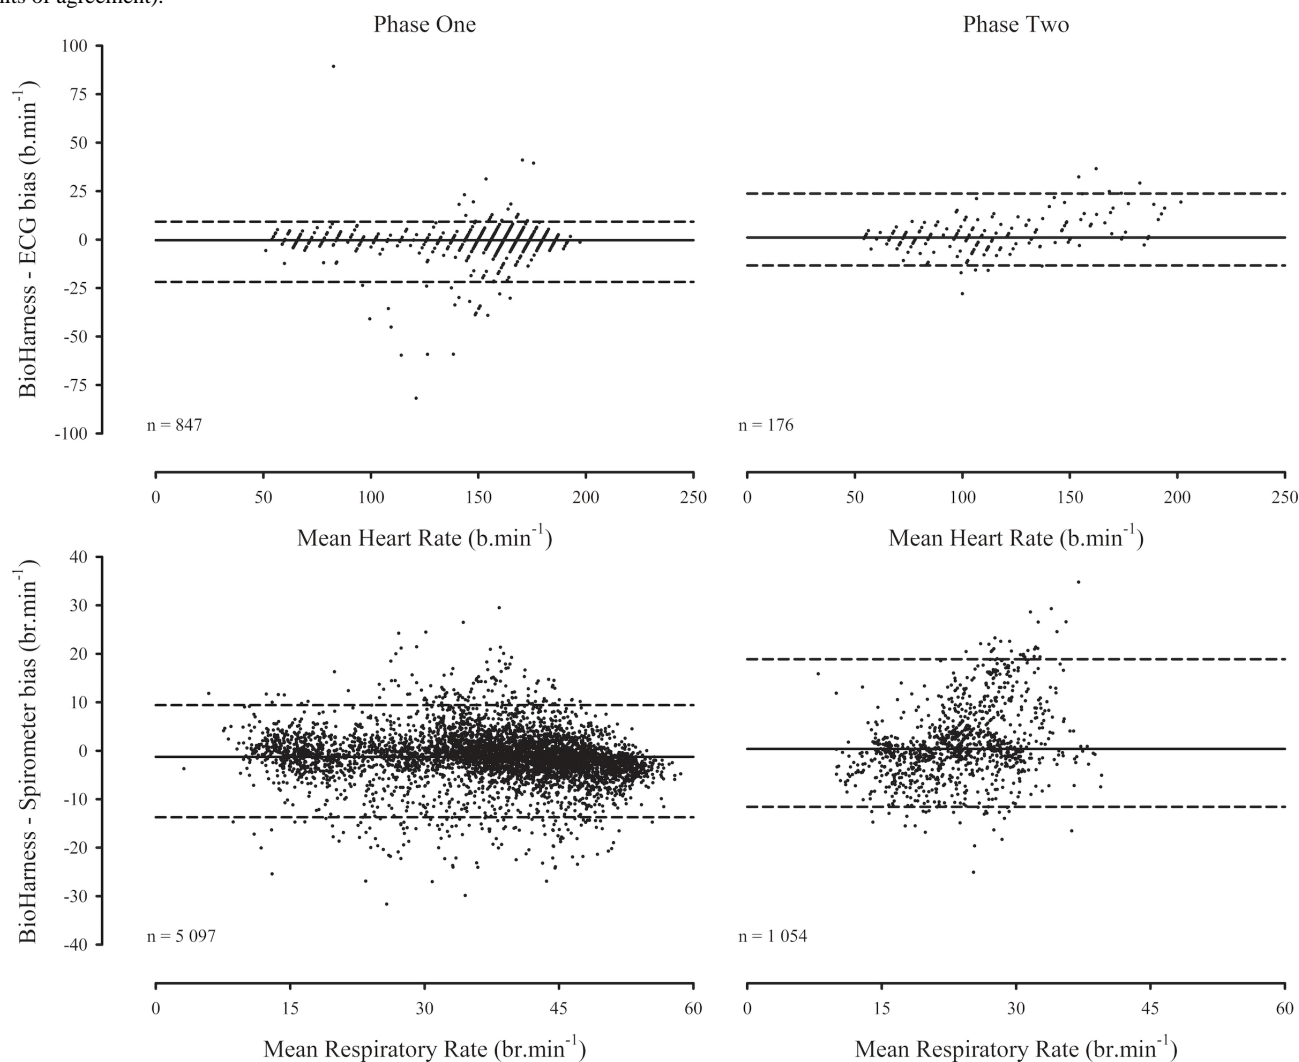 of agreement).
Phase One
Phase Two
BioHarness - ECG bias (b.min⁻¹)
100
75
50
25
0
-25
-50
-75
-100
n = 847
n = 176
0 50 100 150 200 250
0 50 100 150 200 250
Mean Heart Rate (b.min⁻¹)
Mean Heart Rate (b.min⁻¹)
BioHarness - Spirometer bias (br.min⁻¹)
40
30
20
10
0
-10
-20
-30
-40
n = 5 097
n = 1 054
0 15 30 45 60
0 15 30 45 60
Mean Respiratory Rate (br.min⁻¹)
Mean Respiratory Rate (br.min⁻¹)